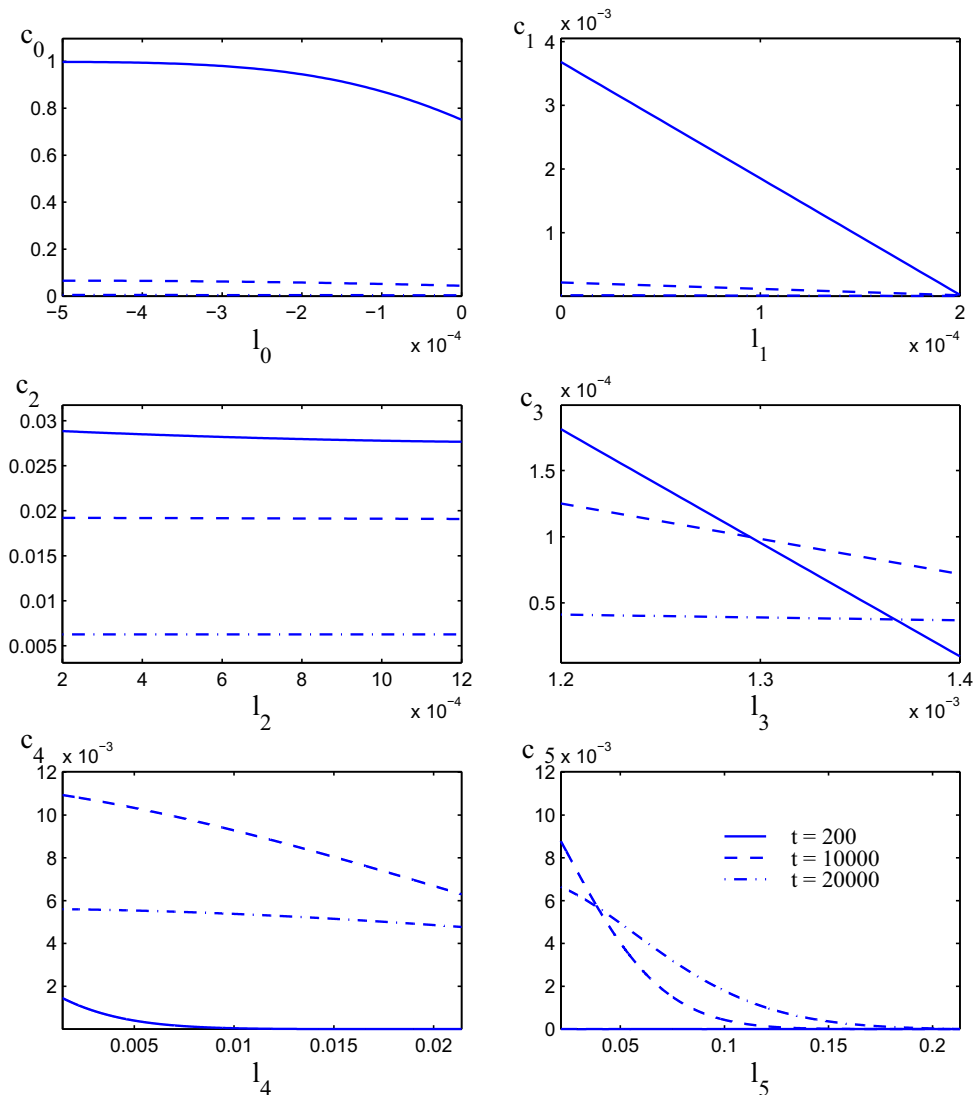 c0
1
0.8
0.6
0.4
0.2
0
−5 −4 −3 −2 −1 0
x 10−4
l0
c1
x 10−3
4
3
2
1
0
0 1 2
x 10−4
l1
c2
0.03
0.025
0.02
0.015
0.01
0.005
2 4 6 8 10 12
x 10−4
l2
c3
x 10−4
1.5
1
0.5
1.2 1.3 1.4
x 10−3
l3
c4
x 10−3
12
10
8
6
4
2
0
0.005 0.01 0.015 0.02
l4
c5
x 10−3
12
10
8
6
4
2
0
t = 200
t = 10000
t = 20000
0.05 0.1 0.15 0.2
l5